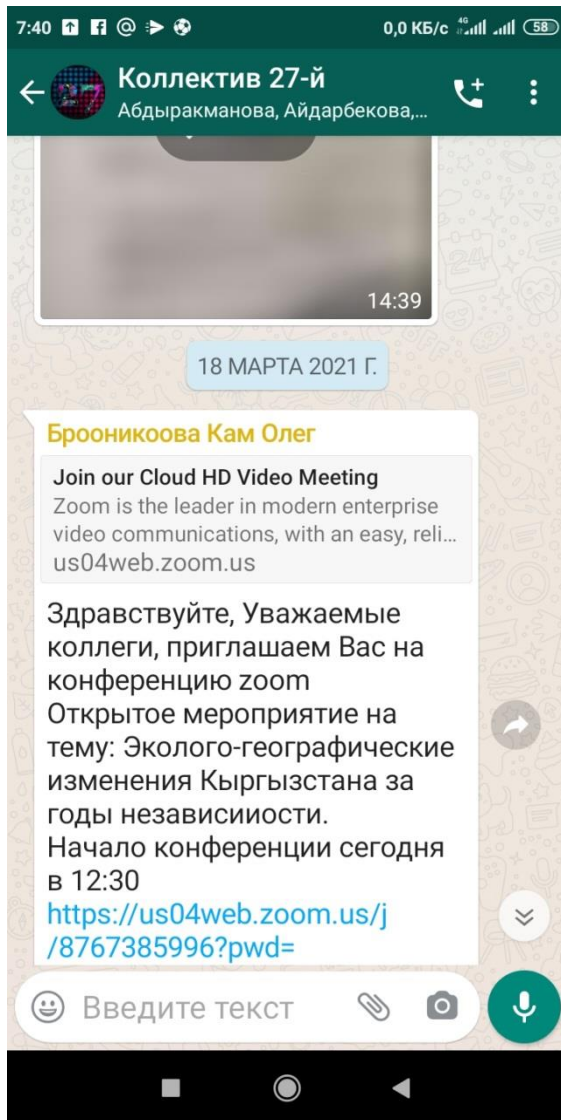 7:40 0,0 КБ/с 4G 58
Коллектив 27-й
Абдыракманова, Айдарбекова,...
14:39
18 МАРТА 2021 Г.
Броониkоова Кам Олег
Join our Cloud HD Video Meeting
Zoom is the leader in modern enterprise
video communications, with an easy, reli...
us04web.zoom.us
Здравствуйте, Уважаемые
коллеги, приглашаем Вас на
конференцию zoom
Открытое мероприятие на
тему: Эколого-географические
изменения Кыргызстана за
годы независииости.
Начало конференции сегодня
в 12:30
https://us04web.zoom.us/j
/8767385996?pwd=
Введите текст